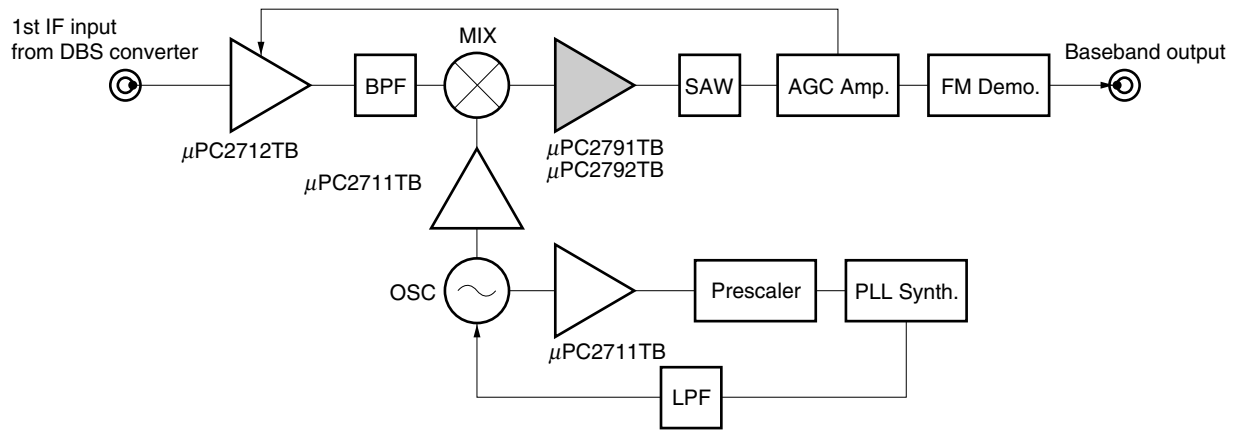 1st IF input
from DBS converter
MIX
Baseband output
BPF
SAW
AGC Amp.
FM Demo.
μPC2712TB
μPC2791TB
μPC2792TB
μPC2711TB
OSC
Prescaler
PLL Synth.
μPC2711TB
LPF